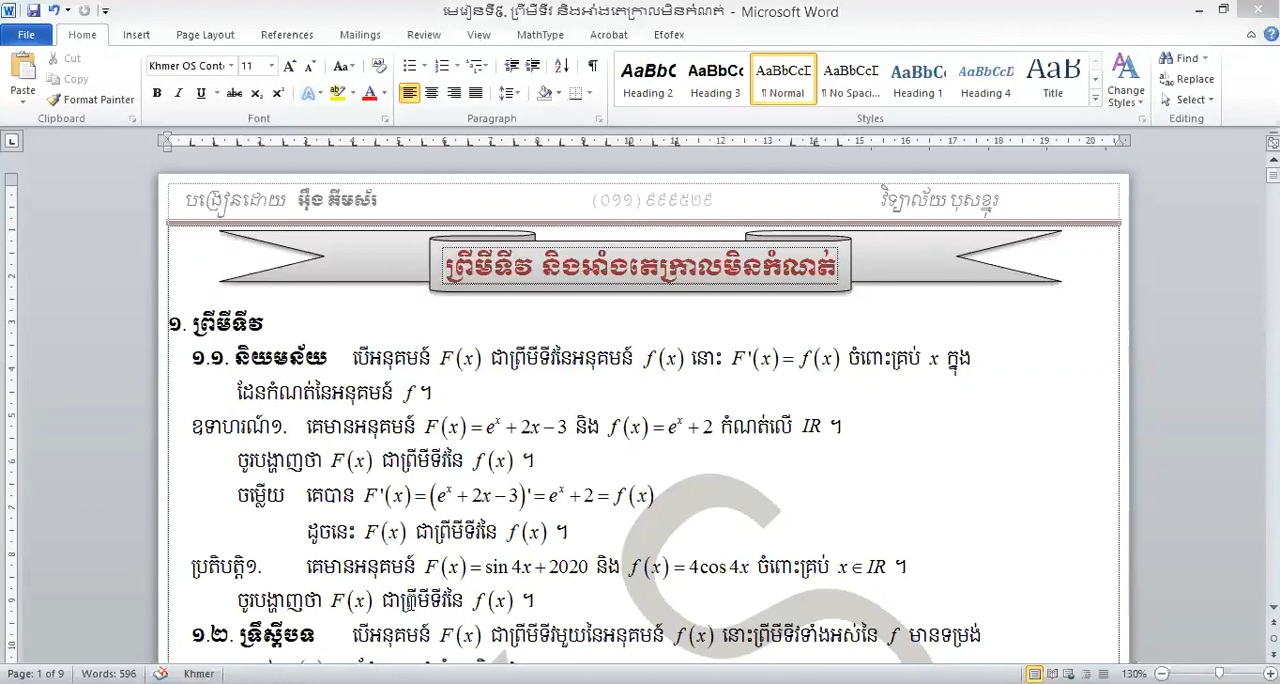 មេរៀនទី៩. ព្រីមីទីវ និងអាំងតេក្រាលមិនកំណត់ - Microsoft Word
File Home Insert Page Layout References Mailings Review View MathType Acrobat Efofex
Paste Cut Copy Format Painter
Clipboard
Khmer OS Cont 11
Font
Paragraph
AaBbC AaBbCc AaBbCcD AaBbCcD AaBbC AaBbCcD AaB
Heading 2 Heading 3 ¶ Normal ¶ No Spaci... Heading 1 Heading 4 Title
Styles
Change Styles
Find Replace Select
Editing
បង្រៀនដោយ អ៊ឹង គឹមសរ័ (០១១) ៩៩៩៥២៩ វិទ្យាល័យ ឫសខ្នុរ
ព្រីមីទីវ និងអាំងតេក្រាលមិនកំណត់
១. ព្រីមីទីវ
១.១. និយមន័យ បើអនុគមន៍ F(x) ជាព្រីមីទីវនៃអនុគមន៍ f(x) នោះ F'(x) = f(x) ចំពោះគ្រប់ x ក្នុង
ដែនកំណត់នៃអនុគមន៍ f ។
ឧទាហរណ៍១. គេមានអនុគមន៍ F(x) = eˣ + 2x − 3 និង f(x) = eˣ + 2 កំណត់លើ IR ។
ចូរបង្ហាញថា F(x) ជាព្រីមីទីវនៃ f(x) ។
ចម្លើយ គេបាន F'(x) = (eˣ + 2x − 3)' = eˣ + 2 = f(x)
ដូចនេះ F(x) ជាព្រីមីទីវនៃ f(x) ។
ប្រតិបត្តិ១. គេមានអនុគមន៍ F(x) = sin 4x + 2020 និង f(x) = 4cos 4x ចំពោះគ្រប់ x ∈ IR ។
ចូរបង្ហាញថា F(x) ជាព្រីមីទីវនៃ f(x) ។
១.២. ទ្រឹស្តីបទ បើអនុគមន៍ F(x) ជាព្រីមីទីវមួយនៃអនុគមន៍ f(x) នោះព្រីមីទីវទាំងអស់នៃ f មានទម្រង់
Page: 1 of 9 Words: 596 Khmer 130%